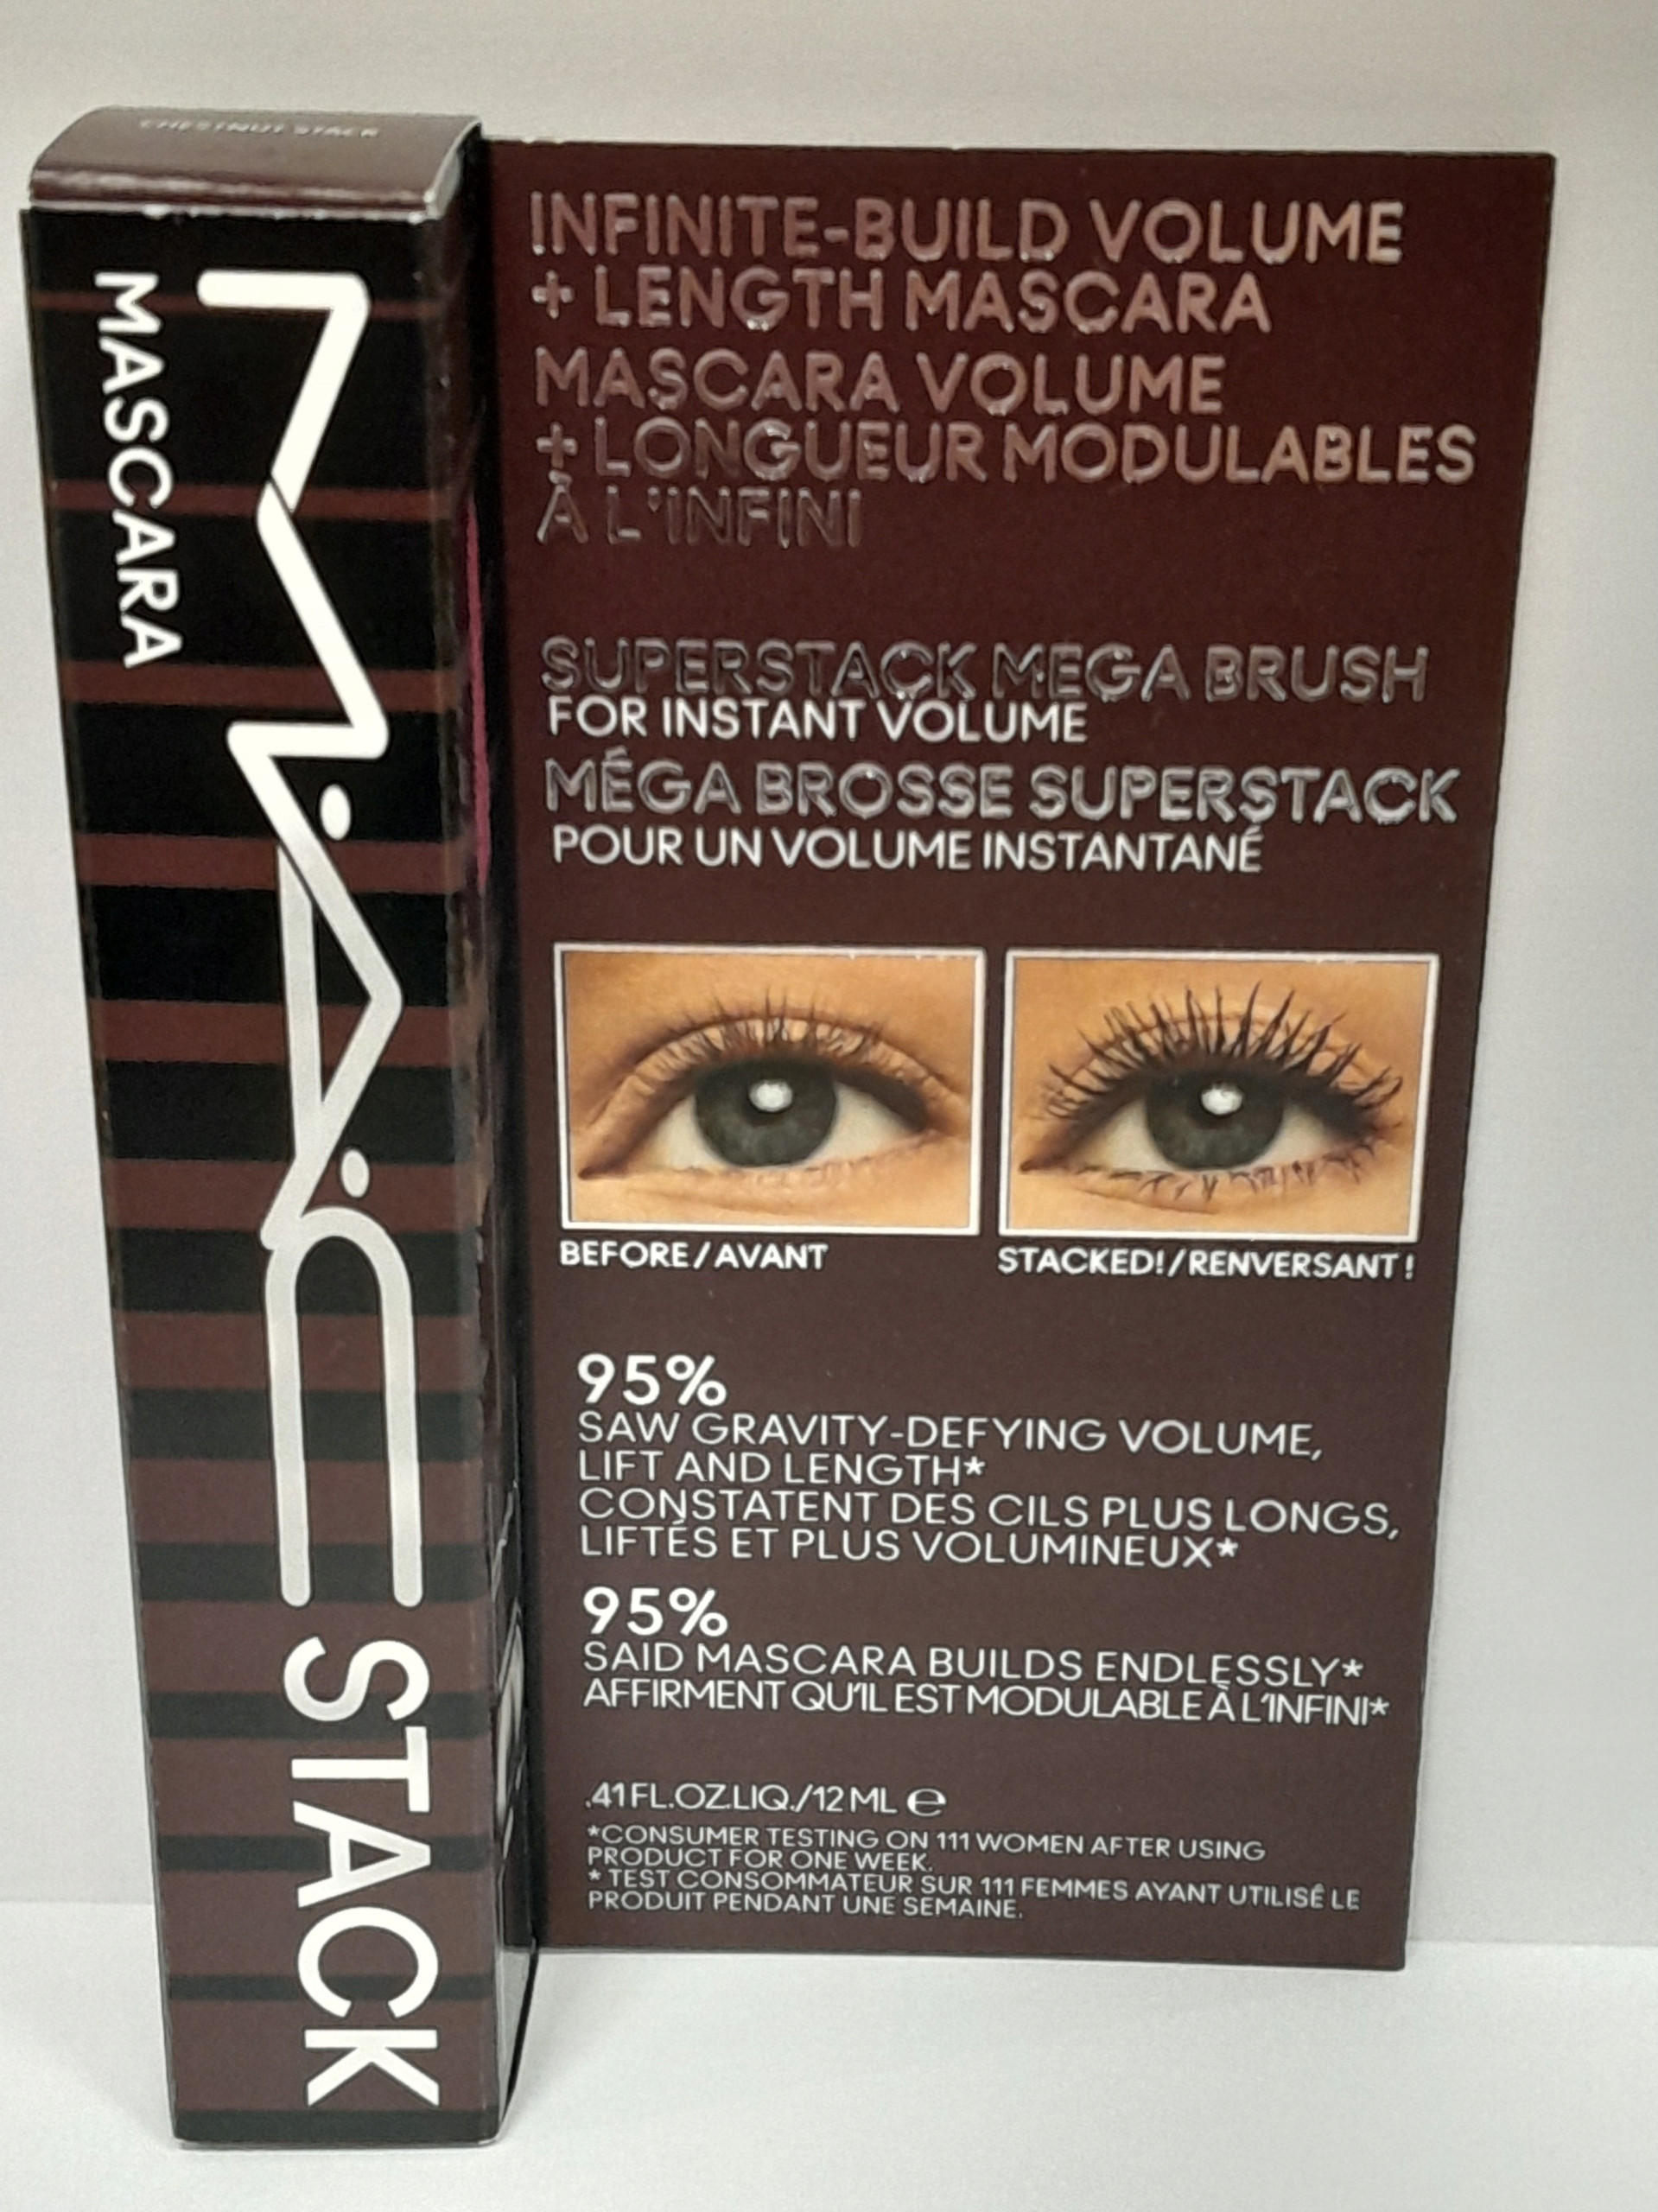 CHESTNUT STACK
MASCARA
M·A·C STACK
INFINITE-BUILD VOLUME
+ LENGTH MASCARA
MASCARA VOLUME
+ LONGUEUR MODULABLES
À L'INFINI
SUPERSTACK MEGA BRUSH
FOR INSTANT VOLUME
MÉGA BROSSE SUPERSTACK
POUR UN VOLUME INSTANTANÉ
BEFORE/AVANT
STACKED!/RENVERSANT !
95%
SAW GRAVITY-DEFYING VOLUME,
LIFT AND LENGTH*
CONSTATENT DES CILS PLUS LONGS,
LIFTÉS ET PLUS VOLUMINEUX*
95%
SAID MASCARA BUILDS ENDLESSLY*
AFFIRMENT QU'IL EST MODULABLE À L'INFINI*
.41 FL.OZ.LIQ./12 ML ℮
*CONSUMER TESTING ON 111 WOMEN AFTER USING
PRODUCT FOR ONE WEEK.
* TEST CONSOMMATEUR SUR 111 FEMMES AYANT UTILISÉ LE
PRODUIT PENDANT UNE SEMAINE.